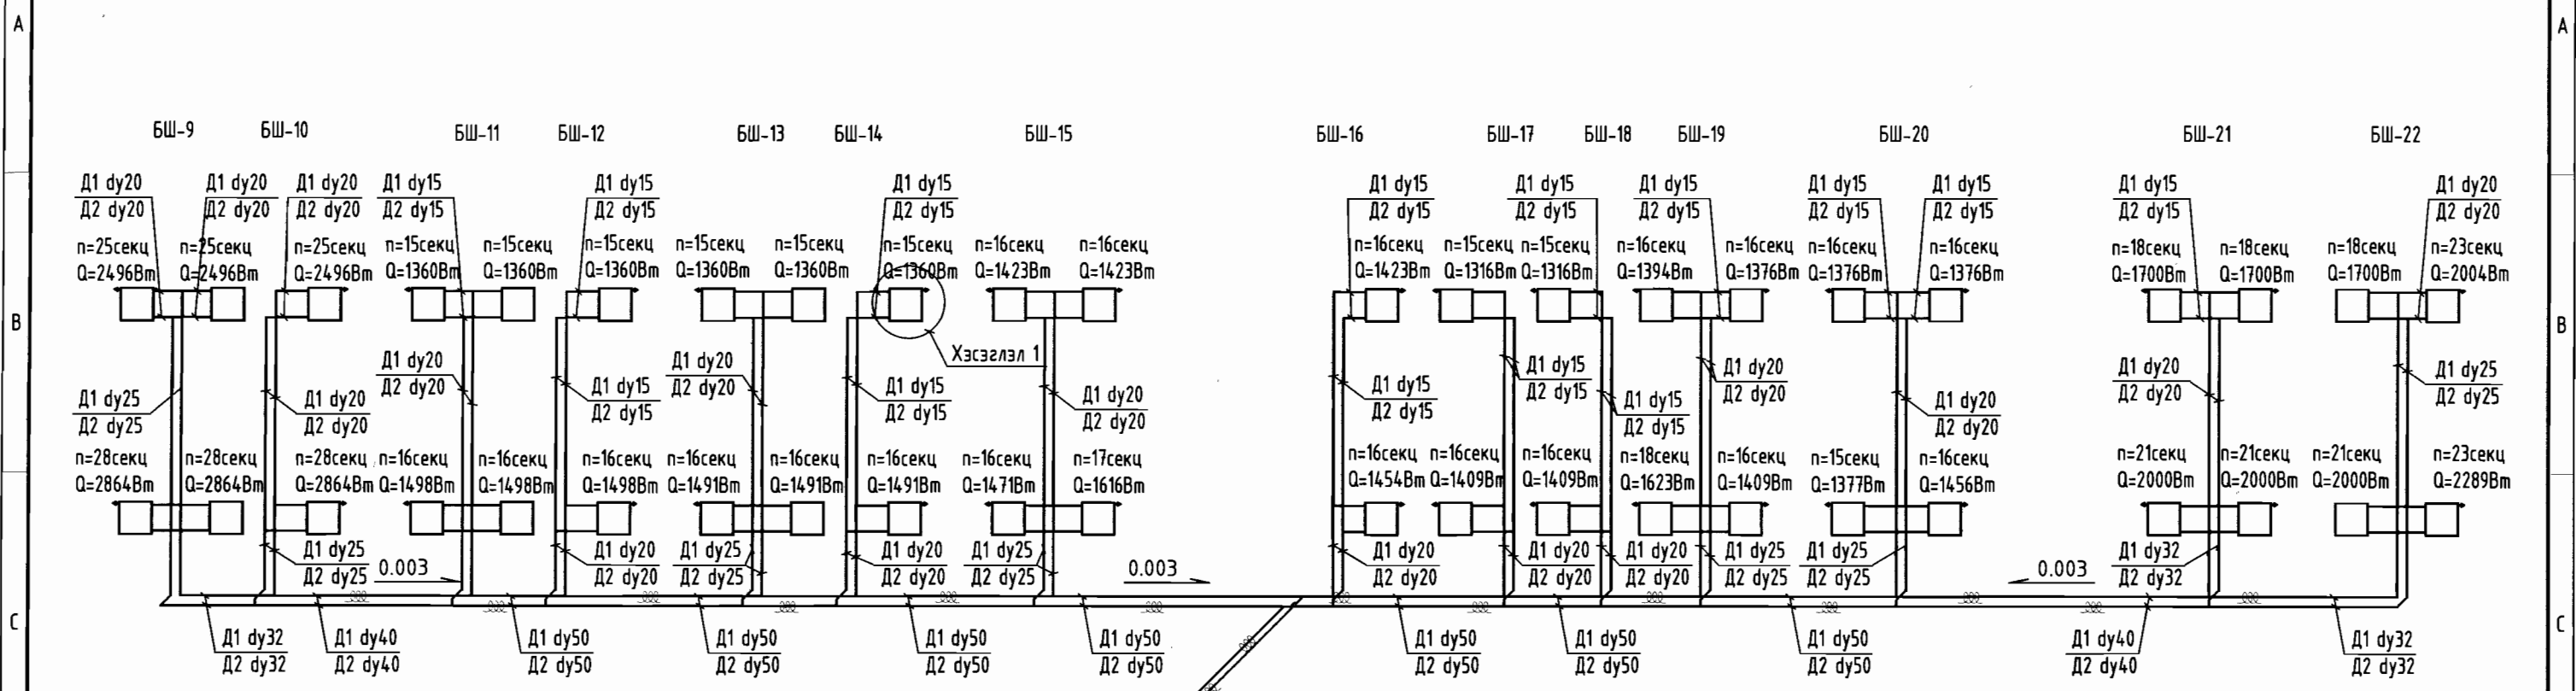 А
А
БШ-9 БШ-10 БШ-11 БШ-12 БШ-13 БШ-14 БШ-15 БШ-16 БШ-17 БШ-18 БШ-19 БШ-20 БШ-21 БШ-22
Д1 dy20 Д1 dy20 Д1 dy20 Д1 dy15 Д1 dy15 Д1 dy15 Д1 dy15 Д1 dy15 Д1 dy15 Д1 dy15 Д1 dy15 Д1 dy15 Д1 dy20
Д2 dy20 Д2 dy20 Д2 dy20 Д2 dy15 Д2 dy15 Д2 dy15 Д2 dy15 Д2 dy15 Д2 dy15 Д2 dy15 Д2 dy15 Д2 dy15 Д2 dy20
n=25секц n=25секц n=25секц n=15секц n=15секц n=15секц n=15секц n=15секц n=15секц n=16секц n=16секц n=16секц n=15секц n=15секц n=16секц n=16секц n=16секц n=16секц n=18секц n=18секц n=18секц n=23секц
Q=2496Вт Q=2496Вт Q=2496Вт Q=1360Вт Q=1360Вт Q=1360Вт Q=1360Вт Q=1360Вт Q=1360Вт Q=1423Вт Q=1423Вт Q=1423Вт Q=1316Вт Q=1316Вт Q=1394Вт Q=1376Вт Q=1376Вт Q=1376Вт Q=1700Вт Q=1700Вт Q=1700Вт Q=2004Вт
В
В
Хэсэглэл 1
Д1 dy25 Д1 dy20 Д1 dy20 Д1 dy15 Д1 dy20 Д1 dy15 Д1 dy20 Д1 dy15 Д1 dy15 Д1 dy15 Д1 dy20 Д1 dy20 Д1 dy20 Д1 dy25
Д2 dy25 Д2 dy20 Д2 dy20 Д2 dy15 Д2 dy20 Д2 dy15 Д2 dy20 Д2 dy15 Д2 dy15 Д2 dy15 Д2 dy20 Д2 dy20 Д2 dy20 Д2 dy25
n=28секц n=28секц n=28секц n=16секц n=16секц n=16секц n=16секц n=16секц n=16секц n=16секц n=17секц n=16секц n=16секц n=16секц n=18секц n=16секц n=15секц n=16секц n=21секц n=21секц n=21секц n=23секц
Q=2864Вт Q=2864Вт Q=2864Вт Q=1498Вт Q=1498Вт Q=1498Вт Q=1491Вт Q=1491Вт Q=1491Вт Q=1471Вт Q=1616Вт Q=1454Вт Q=1409Вт Q=1409Вт Q=1623Вт Q=1409Вт Q=1377Вт Q=1456Вт Q=2000Вт Q=2000Вт Q=2000Вт Q=2289Вт
Д1 dy25 Д1 dy20 Д1 dy25 Д1 dy20 Д1 dy25 Д1 dy20 Д1 dy20 Д1 dy20 Д1 dy25 Д1 dy25 Д1 dy32
Д2 dy25 Д2 dy20 Д2 dy25 Д2 dy20 Д2 dy25 Д2 dy20 Д2 dy20 Д2 dy20 Д2 dy25 Д2 dy25 Д2 dy32
0.003 0.003 0.003
С
С
Д1 dy32 Д1 dy40 Д1 dy50 Д1 dy50 Д1 dy50 Д1 dy50 Д1 dy50 Д1 dy50 Д1 dy50 Д1 dy40 Д1 dy32
Д2 dy32 Д2 dy40 Д2 dy50 Д2 dy50 Д2 dy50 Д2 dy50 Д2 dy50 Д2 dy50 Д2 dy50 Д2 dy40 Д2 dy32